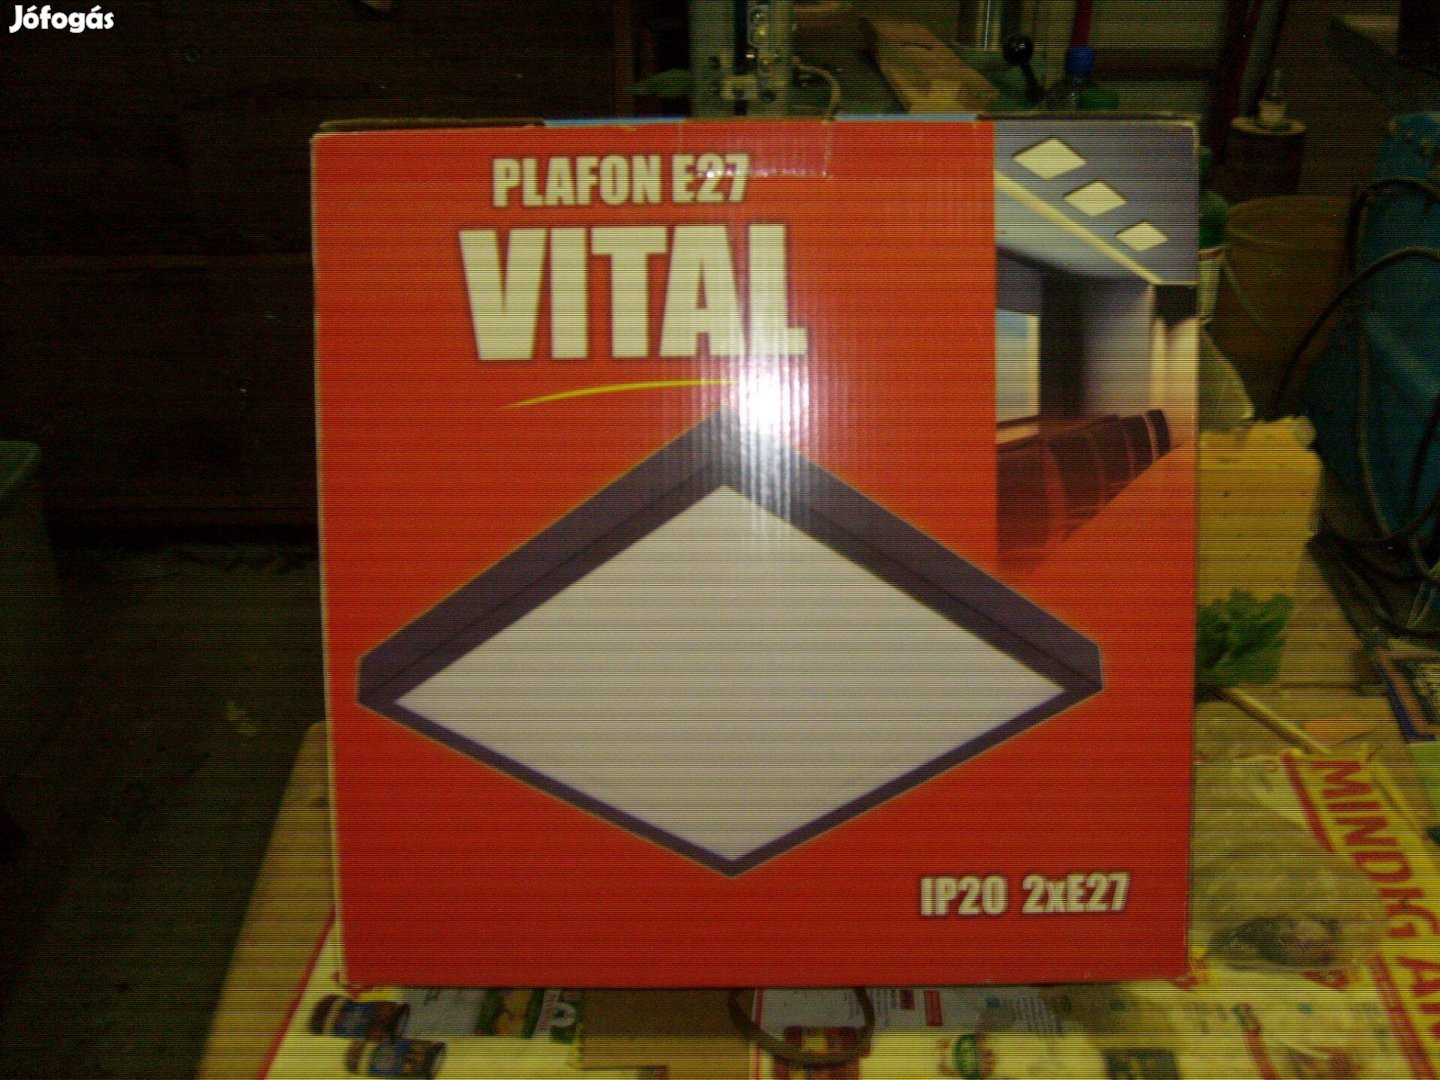 Jófogás
PLAFON E27
VITAL
IP20 2xE27
MINDIG